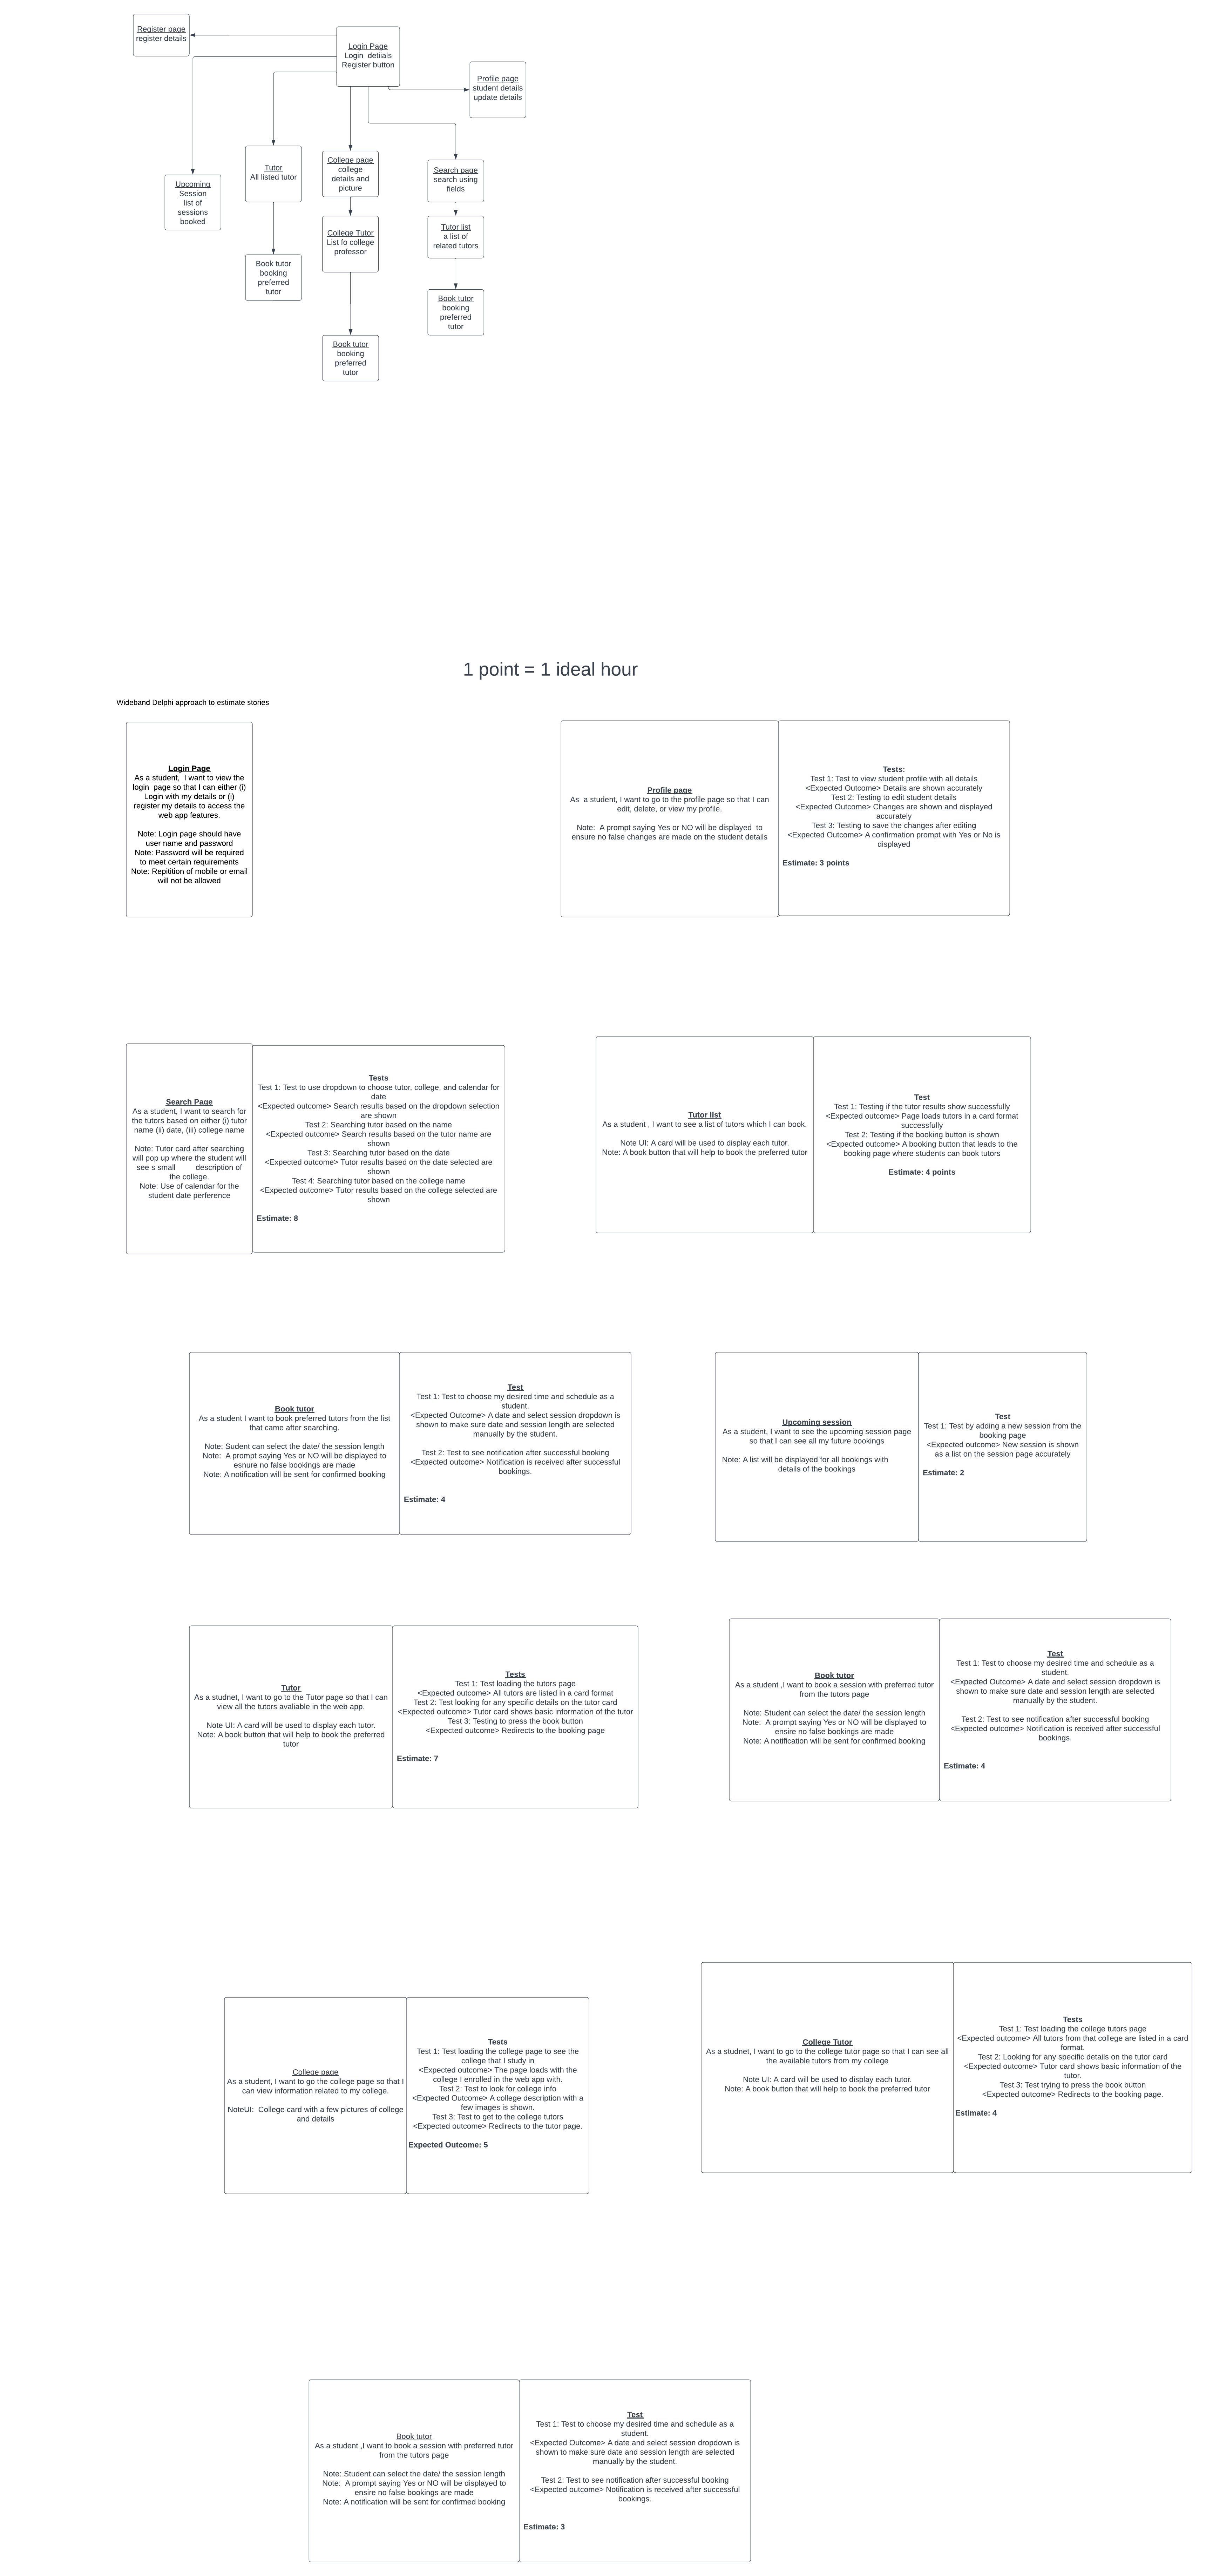 Register page
register details
Login Page
Login  detiials
Register button
Profile page
student details
update details
Tutor
All listed tutor
College page
college
details and
picture
Search page
search using
fields
Upcoming
Session
list of
sessions
booked
College Tutor
List fo college
professor
Tutor list
a list of
related tutors
Book tutor
booking
preferred
tutor
Book tutor
booking
preferred
tutor
Book tutor
booking
preferred
tutor
1 point = 1 ideal hour
Wideband Delphi approach to estimate stories
Login Page
As a student,  I want to view the
login  page so that I can either (i)
Login with my details or (i)
register my details to access the
web app features.
Note: Login page should have
user name and password
Note: Password will be required
to meet certain requirements
Note: Repitition of mobile or email
will not be allowed
Profile page
As  a student, I want to go to the profile page so that I can
edit, delete, or view my profile.
Note:  A prompt saying Yes or NO will be displayed  to
ensure no false changes are made on the student details
Tests:
Test 1: Test to view student profile with all details
<Expected Outcome> Details are shown accurately
Test 2: Testing to edit student details
<Expected Outcome> Changes are shown and displayed
accurately
Test 3: Testing to save the changes after editing
<Expected Outcome> A confirmation prompt with Yes or No is
displayed
Estimate: 3 points
Search Page
As a student, I want to search for
the tutors based on either (i) tutor
name (ii) date, (iii) college name
Note: Tutor card after searching
will pop up where the student will
see s small description of
the college.
Note: Use of calendar for the
student date perference
Tests
Test 1: Test to use dropdown to choose tutor, college, and calendar for
date
<Expected outcome> Search results based on the dropdown selection
are shown
Test 2: Searching tutor based on the name
<Expected outcome> Search results based on the tutor name are
shown
Test 3: Searching tutor based on the date
<Expected outcome> Tutor results based on the date selected are
shown
Test 4: Searching tutor based on the college name
<Expected outcome> Tutor results based on the college selected are
shown
Estimate: 8
Tutor list
As a student , I want to see a list of tutors which I can book.
Note UI: A card will be used to display each tutor.
Note: A book button that will help to book the preferred tutor
Test
Test 1: Testing if the tutor results show successfully
<Expected outcome> Page loads tutors in a card format
successfully
Test 2: Testing if the booking button is shown
<Expected outcome> A booking button that leads to the
booking page where students can book tutors
Estimate: 4 points
Book tutor
As a student I want to book preferred tutors from the list
that came after searching.
Note: Sudent can select the date/ the session length
Note:  A prompt saying Yes or NO will be displayed to
esnure no false bookings are made
Note: A notification will be sent for confirmed booking
Test
Test 1: Test to choose my desired time and schedule as a
student.
<Expected Outcome> A date and select session dropdown is
shown to make sure date and session length are selected
manually by the student.
Test 2: Test to see notification after successful booking
<Expected outcome> Notification is received after successful
bookings.
Estimate: 4
Upcoming session
As a student, I want to see the upcoming session page
so that I can see all my future bookings
Note: A list will be displayed for all bookings with
details of the bookings
Test
Test 1: Test by adding a new session from the
booking page
<Expected outcome> New session is shown
as a list on the session page accurately
Estimate: 2
Tutor
As a studnet, I want to go to the Tutor page so that I can
view all the tutors avaliable in the web app.
Note UI: A card will be used to display each tutor.
Note: A book button that will help to book the preferred
tutor
Tests
Test 1: Test loading the tutors page
<Expected outcome> All tutors are listed in a card format
Test 2: Test looking for any specific details on the tutor card
<Expected outcome> Tutor card shows basic information of the tutor
Test 3: Testing to press the book button
<Expected outcome> Redirects to the booking page
Estimate: 7
Book tutor
As a student ,I want to book a session with preferred tutor
from the tutors page
Note: Student can select the date/ the session length
Note:  A prompt saying Yes or NO will be displayed to
ensire no false bookings are made
Note: A notification will be sent for confirmed booking
Test
Test 1: Test to choose my desired time and schedule as a
student.
<Expected Outcome> A date and select session dropdown is
shown to make sure date and session length are selected
manually by the student.
Test 2: Test to see notification after successful booking
<Expected outcome> Notification is received after successful
bookings.
Estimate: 4
College page
As a student, I want to go the college page so that I
can view information related to my college.
NoteUI:  College card with a few pictures of college
and details
Tests
Test 1: Test loading the college page to see the
college that I study in
<Expected outcome> The page loads with the
college I enrolled in the web app with.
Test 2: Test to look for college info
<Expected Outcome> A college description with a
few images is shown.
Test 3: Test to get to the college tutors
<Expected outcome> Redirects to the tutor page.
Expected Outcome: 5
College Tutor
As a studnet, I want to go to the college tutor page so that I can see all
the available tutors from my college
Note UI: A card will be used to display each tutor.
Note: A book button that will help to book the preferred tutor
Tests
Test 1: Test loading the college tutors page
<Expected outcome> All tutors from that college are listed in a card
format.
Test 2: Looking for any specific details on the tutor card
<Expected outcome> Tutor card shows basic information of the
tutor.
Test 3: Test trying to press the book button
<Expected outcome> Redirects to the booking page.
Estimate: 4
Book tutor
As a student ,I want to book a session with preferred tutor
from the tutors page
Note: Student can select the date/ the session length
Note:  A prompt saying Yes or NO will be displayed to
ensire no false bookings are made
Note: A notification will be sent for confirmed booking
Test
Test 1: Test to choose my desired time and schedule as a
student.
<Expected Outcome> A date and select session dropdown is
shown to make sure date and session length are selected
manually by the student.
Test 2: Test to see notification after successful booking
<Expected outcome> Notification is received after successful
bookings.
Estimate: 3